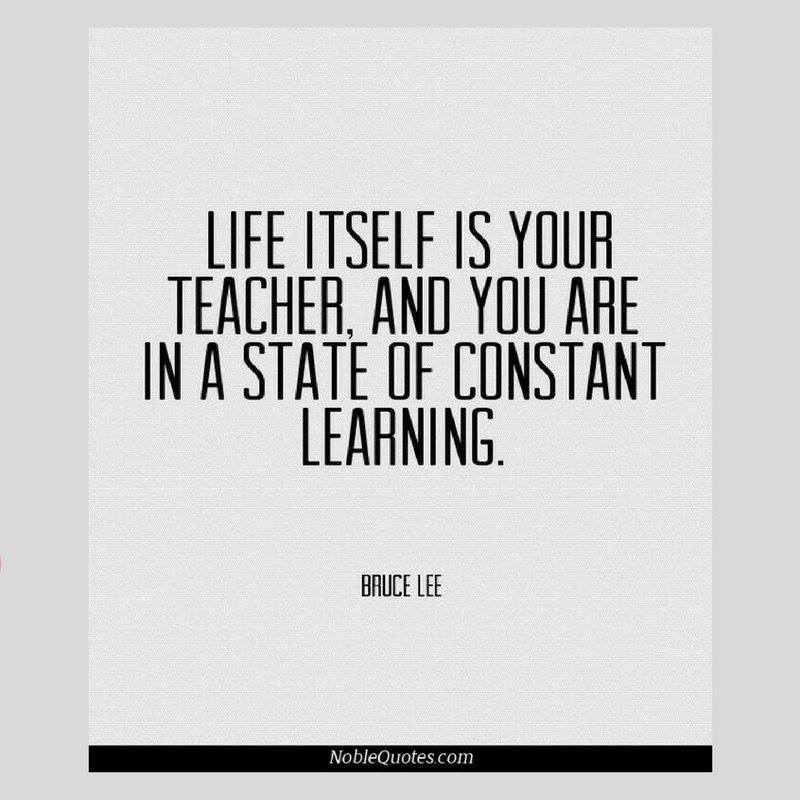 LIFE ITSELF IS YOUR
TEACHER, AND YOU ARE
IN A STATE OF CONSTANT
LEARNING.
BRUCE LEE
NobleQuotes.com